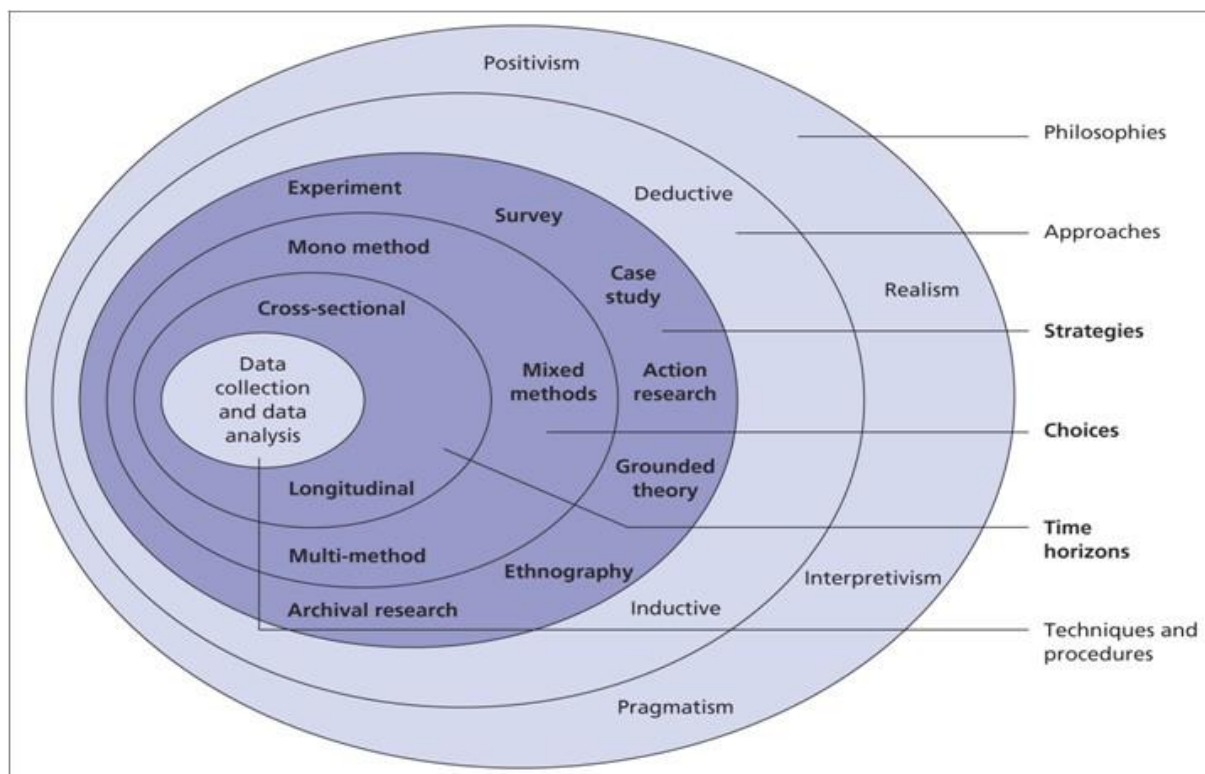 Positivism
Philosophies
Experiment
Deductive
Survey
Approaches
Mono method
Case
study
Realism
Cross-sectional
Strategies
Data
collection
and data
analysis
Mixed
methods
Action
research
Choices
Grounded
theory
Longitudinal
Time
horizons
Multi-method
Ethnography
Interpretivism
Archival research
Inductive
Techniques and
procedures
Pragmatism